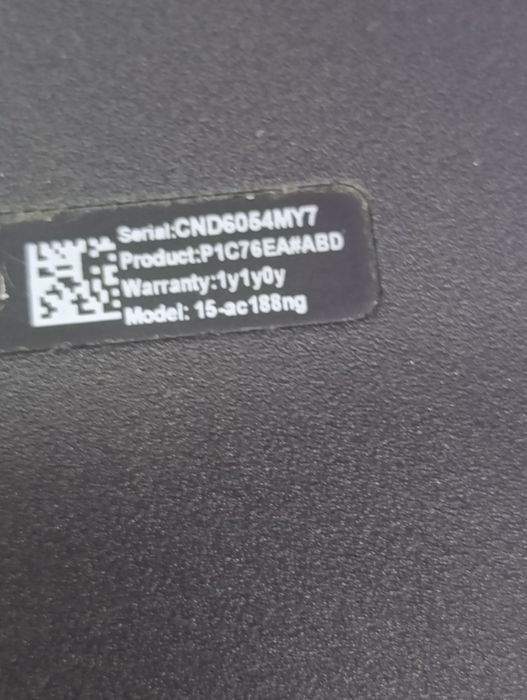 Serial:CND6054MY7
Product:P1C76EA#ABD
Warranty:1y1y0y
Model: 15-ac188ng